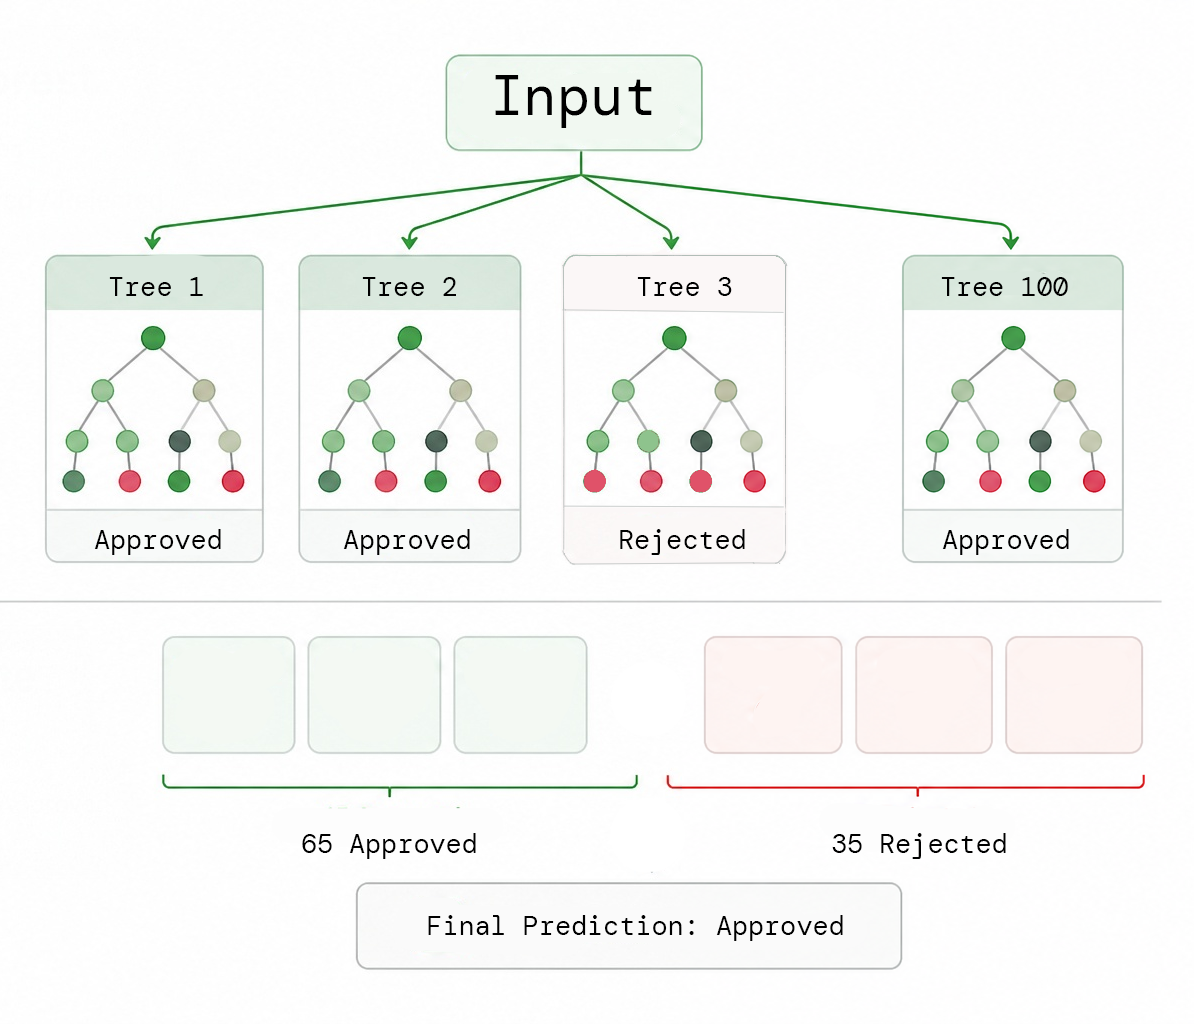 Input
Tree 1
Tree 2
Tree 3
Tree 100
Approved
Approved
Rejected
Approved
65 Approved
35 Rejected
Final Prediction: Approved